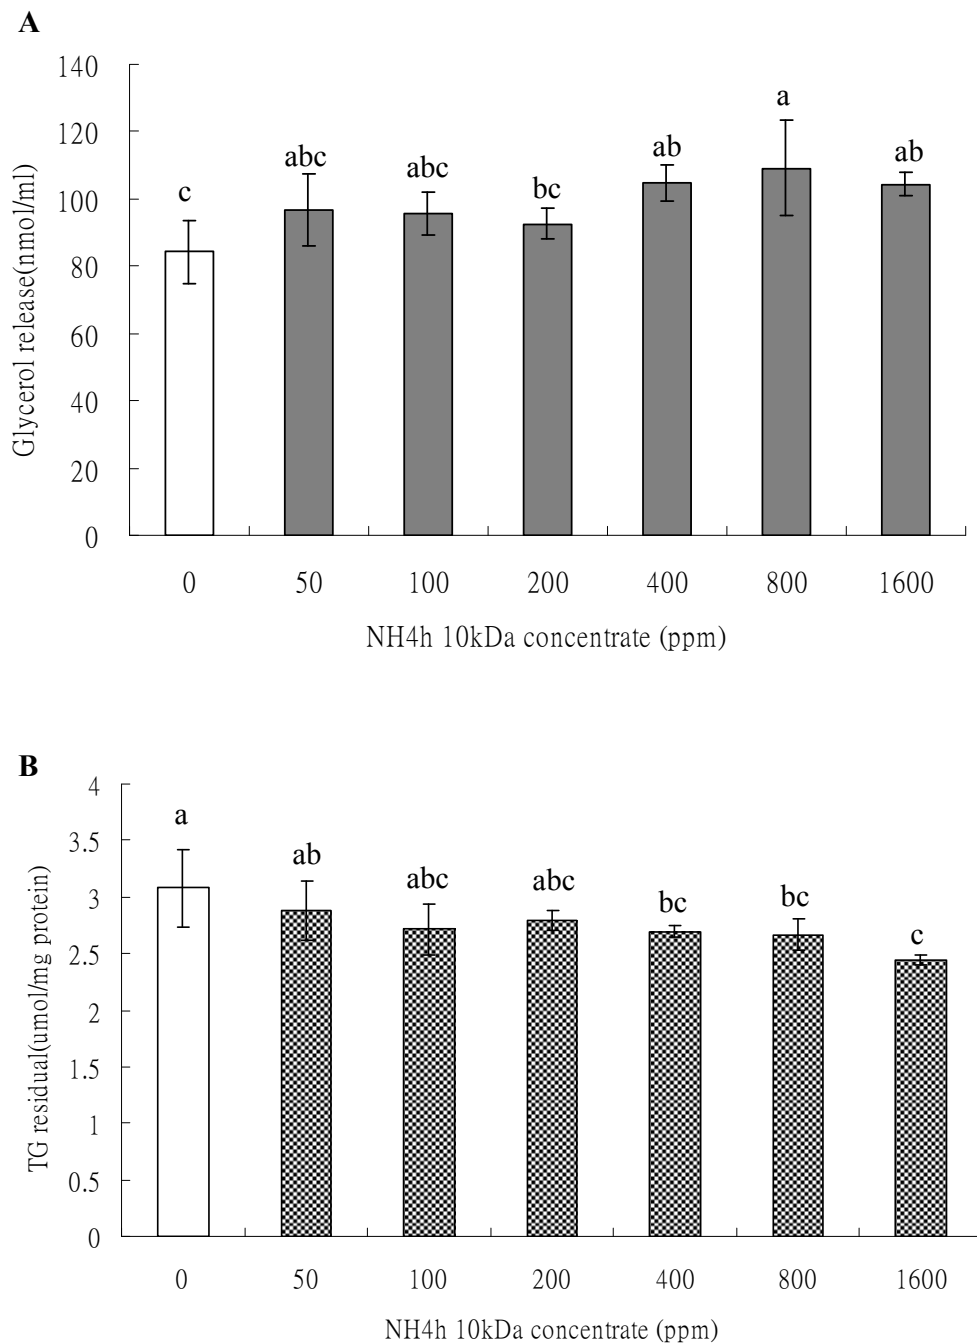 A
140
120
100
80
60
40
20
0
c
abc
abc
bc
ab
a
ab
Glycerol release(nmol/ml)
0 50 100 200 400 800 1600
NH4h 10kDa concentrate (ppm)
B
4
3.5
3
2.5
2
1.5
1
0.5
0
a
ab
abc
abc
bc
bc
c
TG residual(umol/mg protein)
0 50 100 200 400 800 1600
NH4h 10kDa concentrate (ppm)